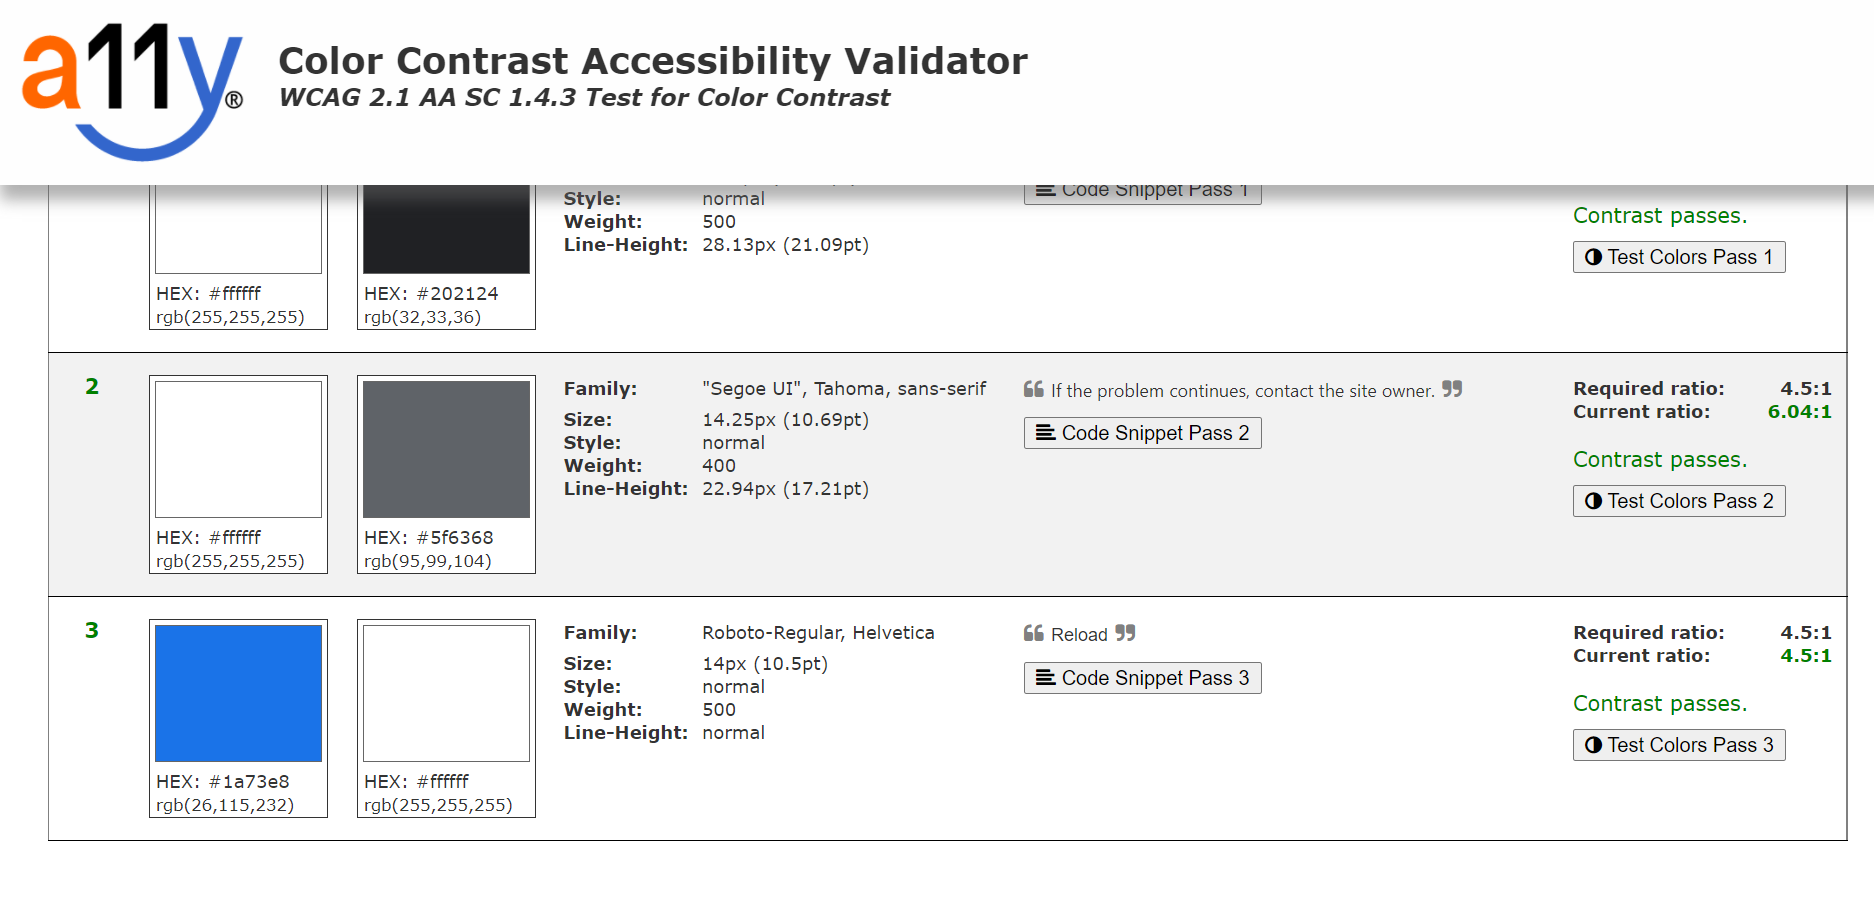 a11y®
Color Contrast Accessibility Validator
WCAG 2.1 AA SC 1.4.3 Test for Color Contrast
HEX: #ffffff
rgb(255,255,255)
HEX: #202124
rgb(32,33,36)
Style: normal
Weight: 500
Line-Height: 28.13px (21.09pt)
Code Snippet Pass 1
Contrast passes.
Test Colors Pass 1
2
HEX: #ffffff
rgb(255,255,255)
HEX: #5f6368
rgb(95,99,104)
Family: "Segoe UI", Tahoma, sans-serif
Size: 14.25px (10.69pt)
Style: normal
Weight: 400
Line-Height: 22.94px (17.21pt)
❝ If the problem continues, contact the site owner. ❞
Code Snippet Pass 2
Required ratio: 4.5:1
Current ratio: 6.04:1
Contrast passes.
Test Colors Pass 2
3
HEX: #1a73e8
rgb(26,115,232)
HEX: #ffffff
rgb(255,255,255)
Family: Roboto-Regular, Helvetica
Size: 14px (10.5pt)
Style: normal
Weight: 500
Line-Height: normal
❝ Reload ❞
Code Snippet Pass 3
Required ratio: 4.5:1
Current ratio: 4.5:1
Contrast passes.
Test Colors Pass 3